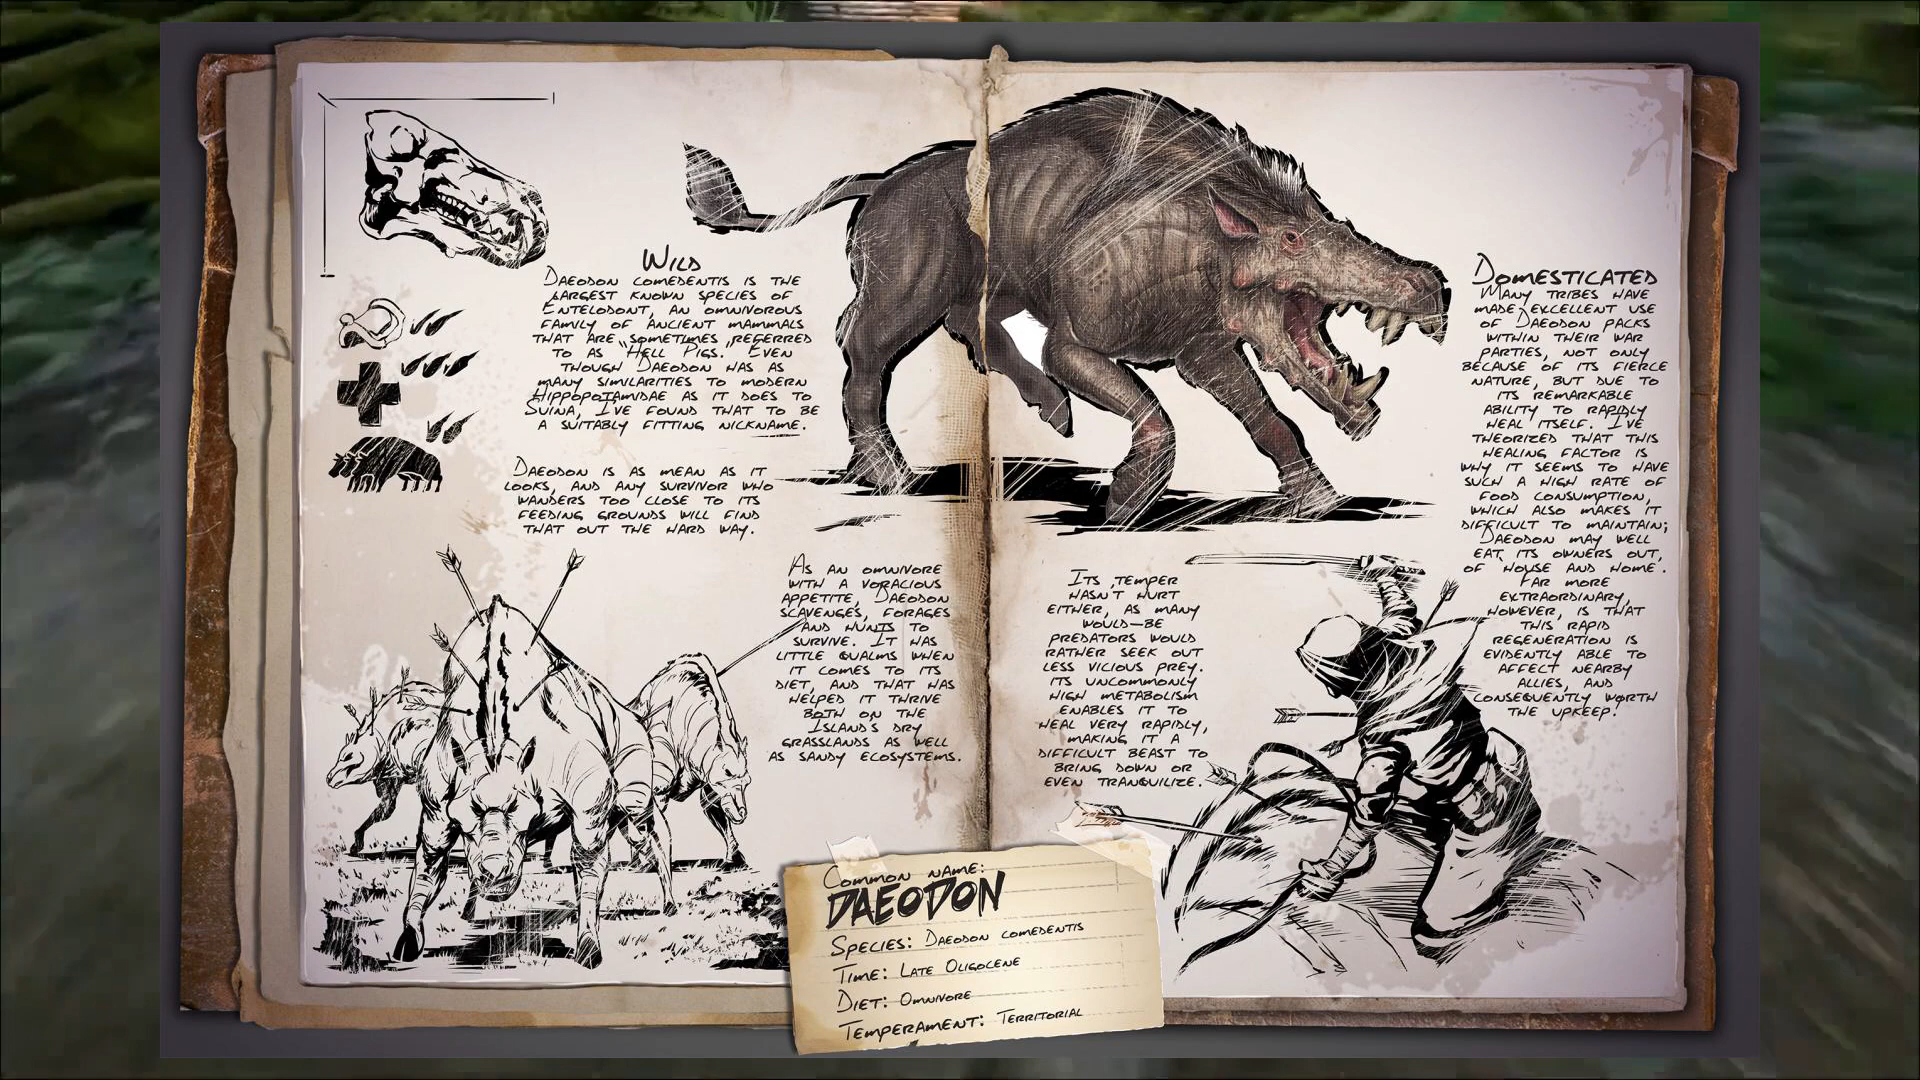 Wild
Daeodon comedentis is the
largest known species of
Entelodont, an omnivorous
family of ancient mammals
that are sometimes referred
to as "Hell Pigs". Even
though Daeodon has as
many similarities to modern
Hippopotamidae as it does to
Suina, I've found that to be
a suitably fitting nickname.
Daeodon is as mean as it
looks, and any survivor who
wanders too close to its
feeding grounds will find
that out the hard way.
As an omnivore
with a voracious
appetite, Daeodon
scavenges, forages
and hunts to
survive. It has
little qualms when
it comes to its
diet, and that has
helped it thrive
both on the
Island's dry
grasslands as well
as sandy ecosystems.
Its temper
hasn't hurt
either, as many
would-be
predators would
rather seek out
less vicious prey.
Its uncommonly
high metabolism
enables it to
heal very rapidly,
making it a
difficult beast to
bring down or
even tranquilize.
Domesticated
Many tribes have
made excellent use
of Daeodon packs
within their war
parties, not only
because of its fierce
nature, but due to
its remarkable
ability to rapidly
heal itself. I've
theorized that this
healing factor is
why it seems to have
such a high rate of
food consumption,
which also makes it
difficult to maintain;
Daeodon may well
eat its owners out,
of house and home.
Far more
extraordinary,
however, is that
this rapid
regeneration is
evidently able to
affect nearby
allies, and
consequently worth
the upkeep!
Common name:
DAEODON
Species: Daeodon comedentis
Time: Late Oligocene
Diet: Omnivore
Temperament: Territorial